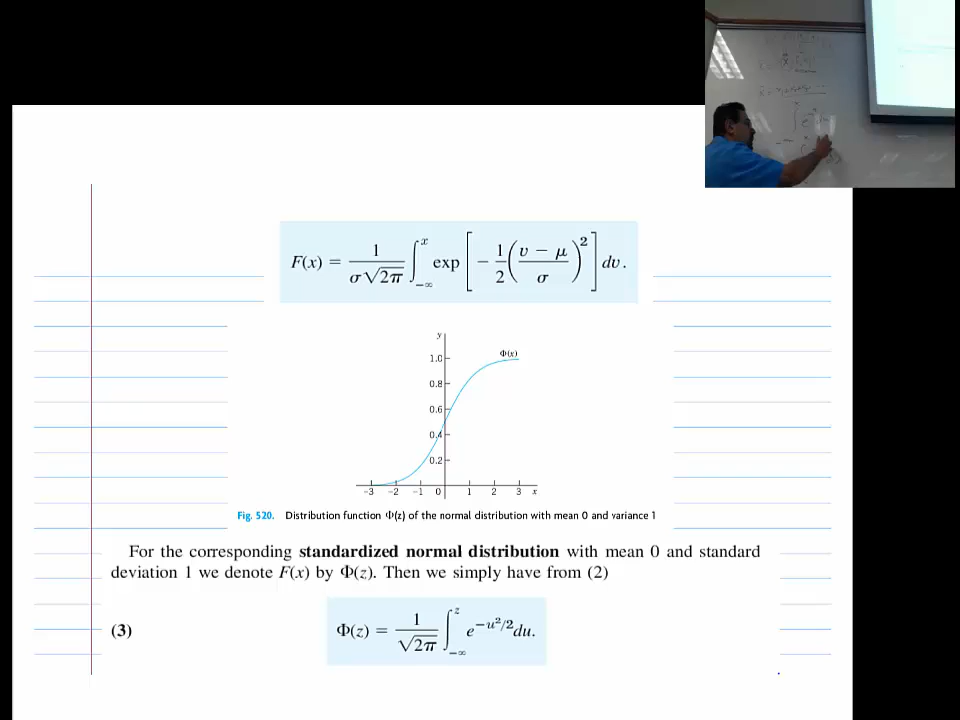 F(x) = 1/(σ√2π) ∫_{−∞}^{x} exp[−1/2((v − μ)/σ)²] dv.
y
Φ(x)
1.0
0.8
0.6
0.4
0.2
−3 −2 −1 0 1 2 3 x
Fig. 520. Distribution function Φ(z) of the normal distribution with mean 0 and variance 1
For the corresponding standardized normal distribution with mean 0 and standard
deviation 1 we denote F(x) by Φ(z). Then we simply have from (2)
(3) Φ(z) = 1/√2π ∫_{−∞}^{z} e^{−u²/2} du.